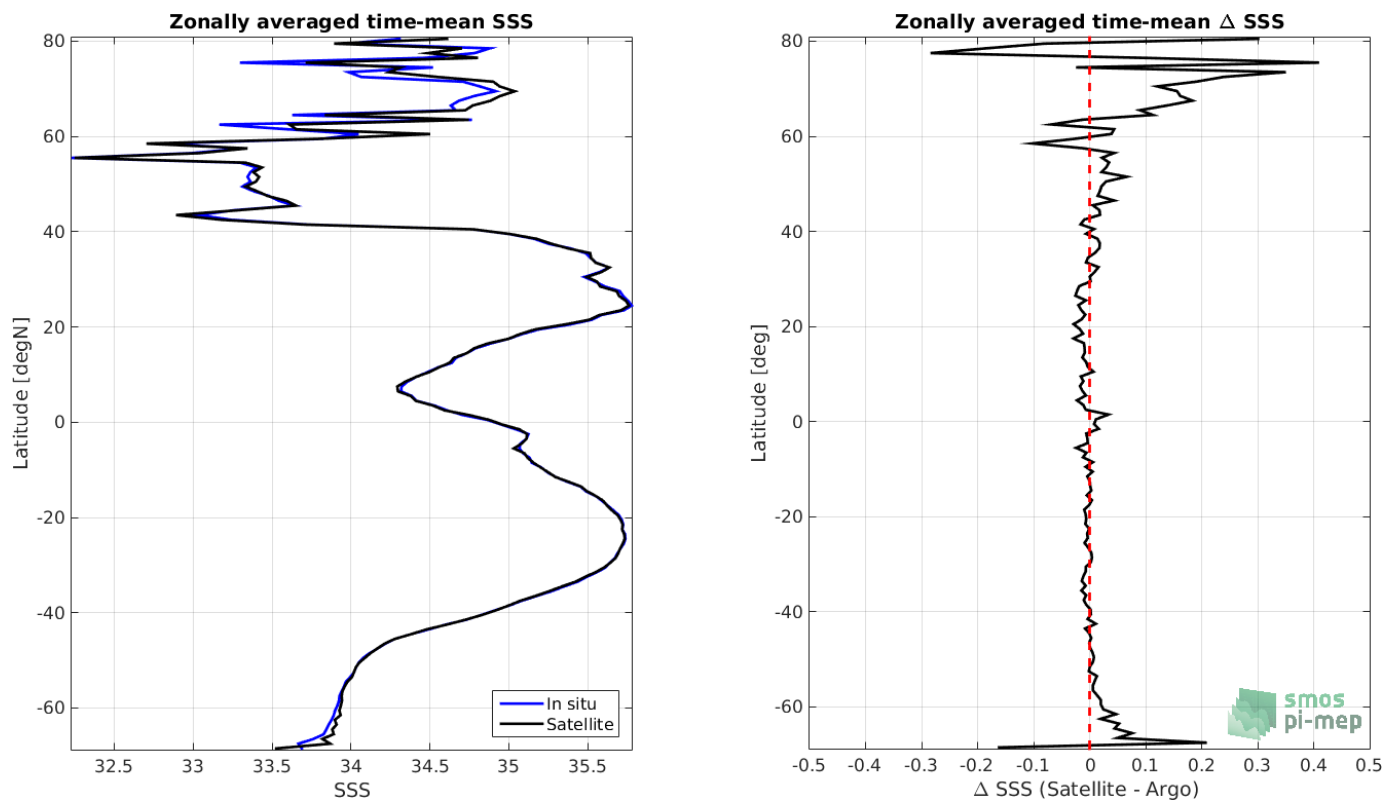 Zonally averaged time-mean SSS
80
60
40
20
0
-20
-40
-60
Latitude [degN]
32.5 33 33.5 34 34.5 35 35.5
SSS
In situ
Satellite
Zonally averaged time-mean Δ SSS
80
60
40
20
0
-20
-40
-60
Latitude [deg]
-0.5 -0.4 -0.3 -0.2 -0.1 0 0.1 0.2 0.3 0.4 0.5
Δ SSS (Satellite - Argo)
smos
pi-mep